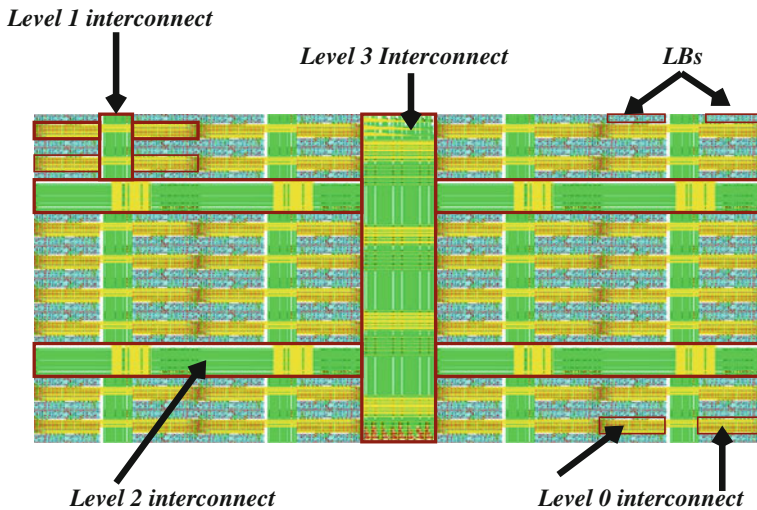 Level 1 interconnect
Level 3 Interconnect
LBs
Level 2 interconnect
Level 0 interconnect